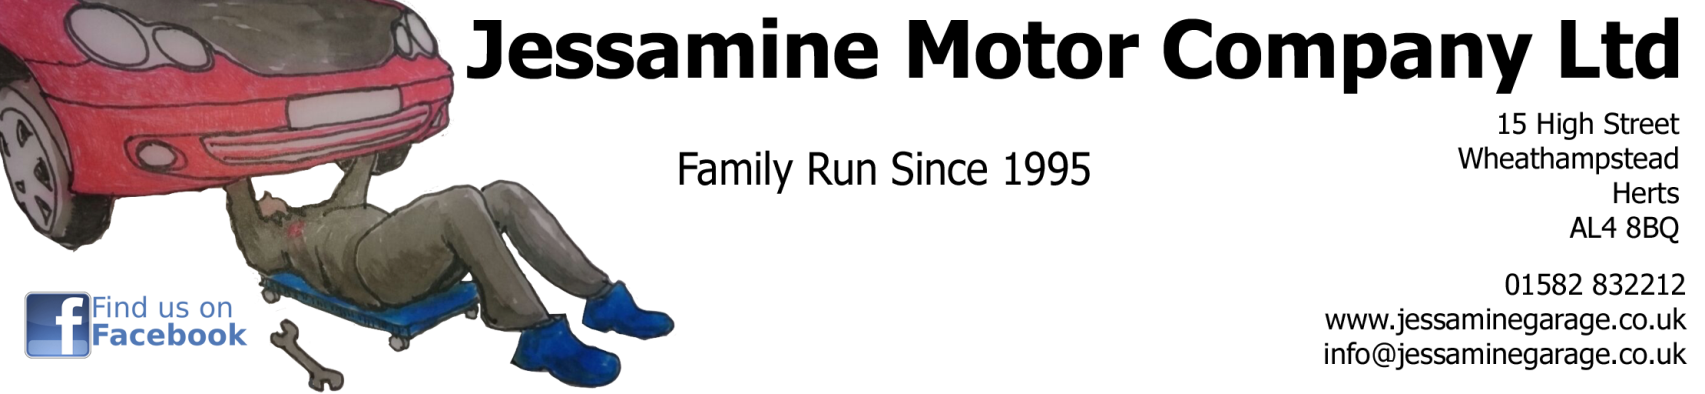 Jessamine Motor Company Ltd
Family Run Since 1995
15 High Street
Wheathampstead
Herts
AL4 8BQ
01582 832212
www.jessaminegarage.co.uk
info@jessaminegarage.co.uk
f
Find us on
Facebook